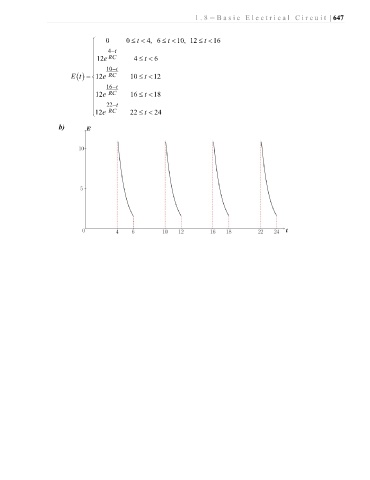 1.8 – Basic Electrical Circuit | 647
0 0 ≤ t < 4, 6 ≤ t < 10, 12 ≤ t < 16
12e^{(4−t)/RC} 4 ≤ t < 6
E(t) = 12e^{(10−t)/RC} 10 ≤ t < 12
12e^{(16−t)/RC} 16 ≤ t < 18
12e^{(22−t)/RC} 22 ≤ t < 24
b)
E
10
5
0 4 6 10 12 16 18 22 24 t